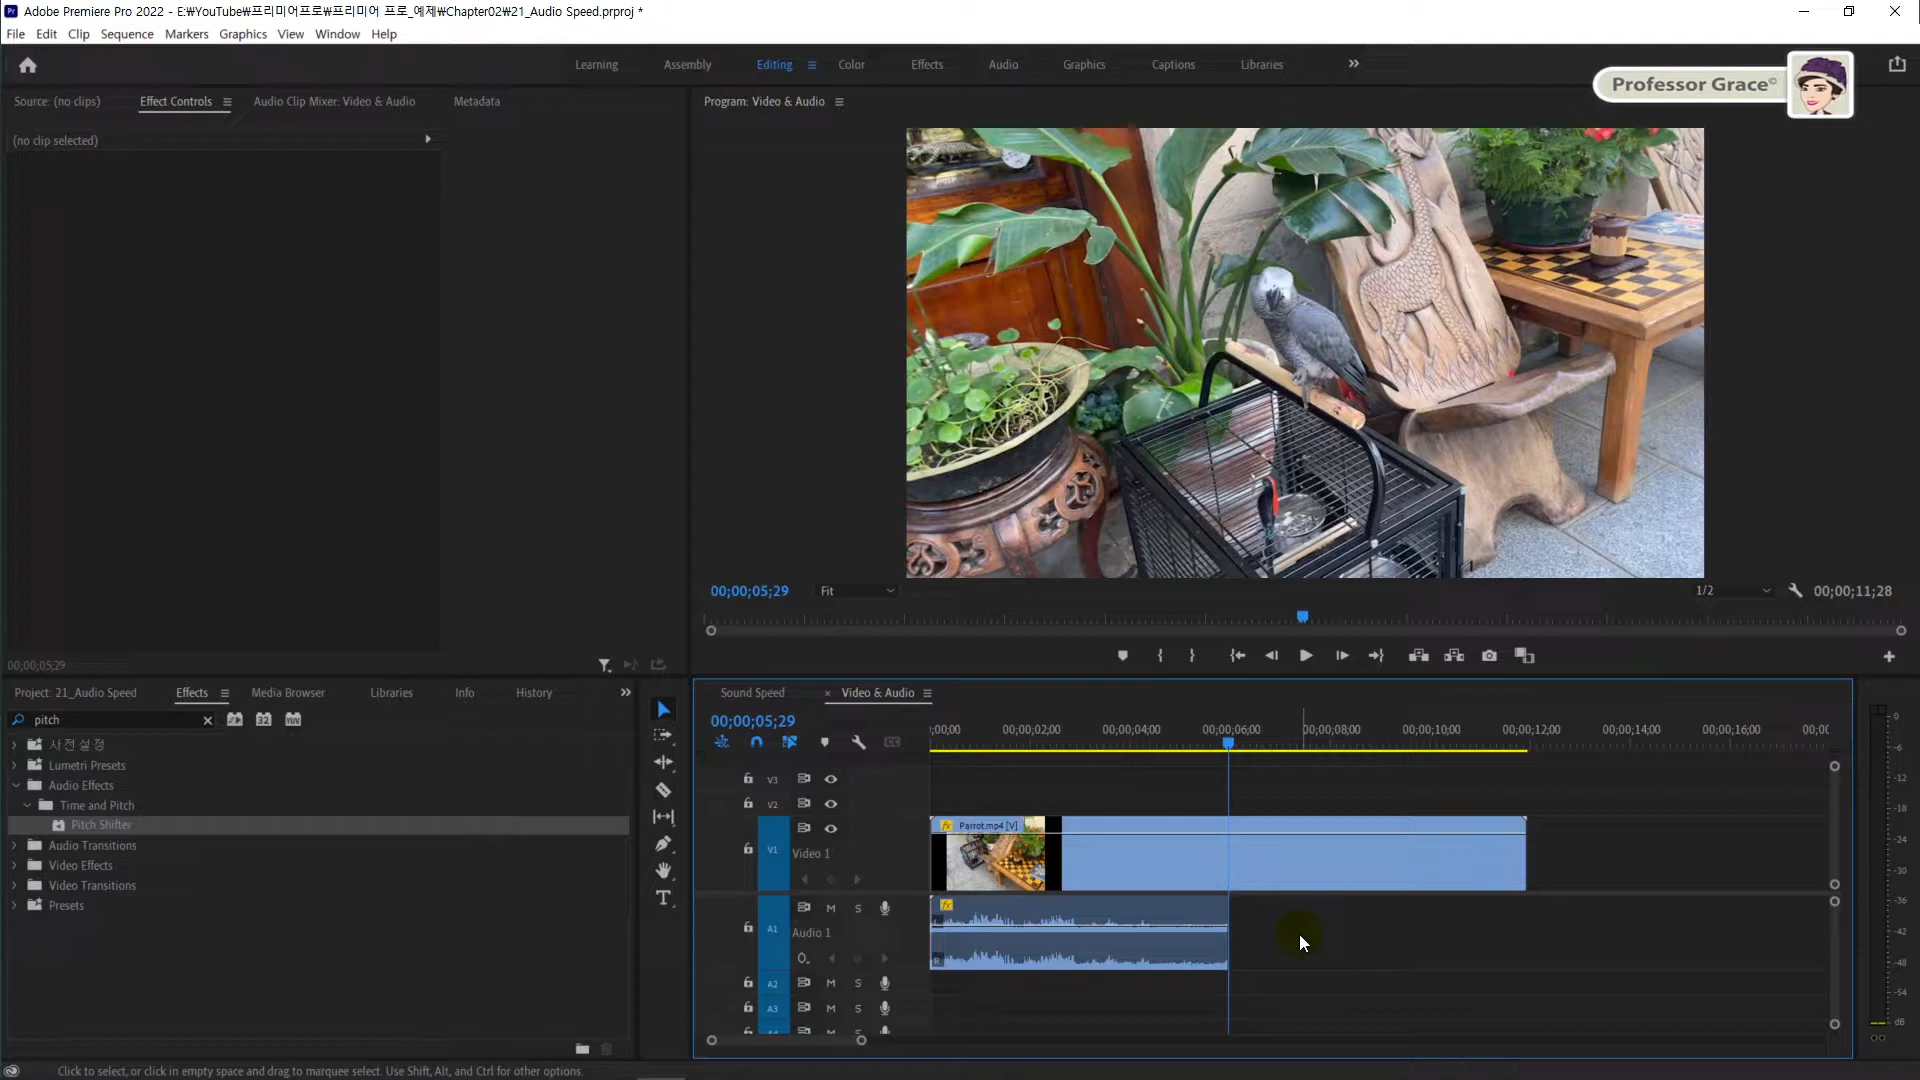 Adobe Premiere Pro 2022 - E:₩YouTube₩프리미어프로₩프리미어 프로_예제₩Chapter02₩21_Audio Speed.prproj *
File Edit Clip Sequence Markers Graphics View Window Help
Learning Assembly Editing Color Effects Audio Graphics Captions Libraries
Professor Grace©
Source: (no clips) Effect Controls Audio Clip Mixer: Video & Audio Metadata
Program: Video & Audio
(no clip selected)
00;00;05;29 Fit 1/2 00;00;11;28
00;00;05;29
Project: 21_Audio Speed Effects Media Browser Libraries Info History
pitch
사전 설정
Lumetri Presets
Audio Effects
Time and Pitch
Pitch Shifter
Audio Transitions
Video Effects
Video Transitions
Presets
Sound Speed Video & Audio
00;00;05;29
;00;00 00;00;02;00 00;00;04;00 00;00;06;00 00;00;08;00 00;00;10;00 00;00;12;00 00;00;14;00 00;00;16;00 00;00
V3
V2
Parrot.mp4 [V]
V1 Video 1
M S
A1 Audio 1
R
A2 M S
A3 M S
0
-6
-12
-18
-24
-30
-36
-42
-48
-54
dB
Click to select, or click in empty space and drag to marquee select. Use Shift, Alt, and Ctrl for other options.